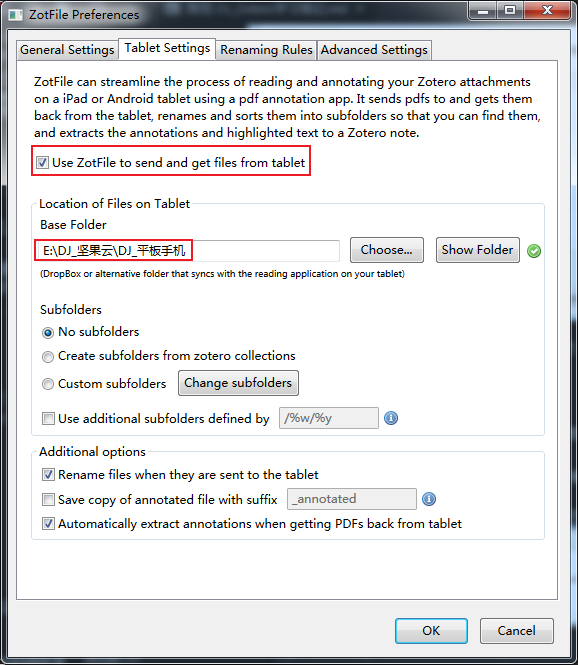 ZotFile Preferences
General Settings Tablet Settings Renaming Rules Advanced Settings
ZotFile can streamline the process of reading and annotating your Zotero attachments
on a iPad or Android tablet using a pdf annotation app. It sends pdfs to and gets them
back from the tablet, renames and sorts them into subfolders so that you can find them,
and extracts the annotations and highlighted text to a Zotero note.
Use ZotFile to send and get files from tablet
Location of Files on Tablet
Base Folder
E:\DJ_坚果云\DJ_平板手机 Choose... Show Folder
(DropBox or alternative folder that syncs with the reading application on your tablet)
Subfolders
No subfolders
Create subfolders from zotero collections
Custom subfolders Change subfolders
Use additional subfolders defined by /%w/%y
Additional options
Rename files when they are sent to the tablet
Save copy of annotated file with suffix _annotated
Automatically extract annotations when getting PDFs back from tablet
OK Cancel